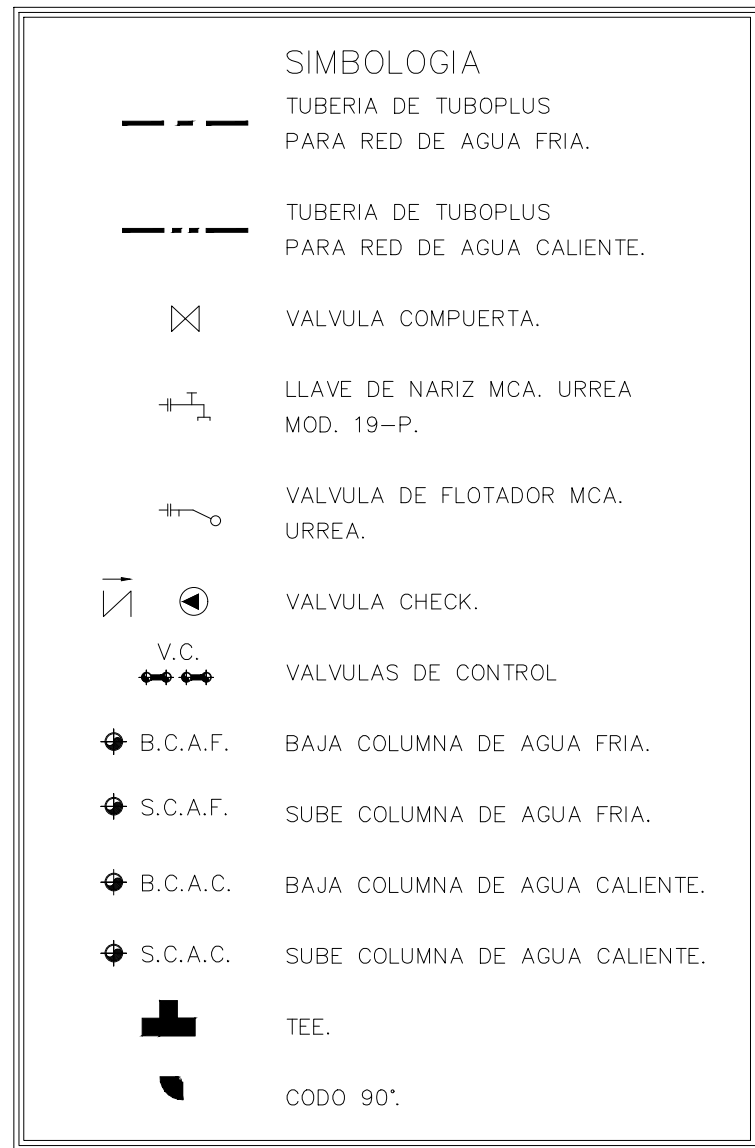 SIMBOLOGIA
TUBERIA DE TUBOPLUS
PARA RED DE AGUA FRIA.
TUBERIA DE TUBOPLUS
PARA RED DE AGUA CALIENTE.
VALVULA COMPUERTA.
LLAVE DE NARIZ MCA. URREA
MOD. 19-P.
VALVULA DE FLOTADOR MCA.
URREA.
VALVULA CHECK.
V.C.
VALVULAS DE CONTROL
B.C.A.F. BAJA COLUMNA DE AGUA FRIA.
S.C.A.F. SUBE COLUMNA DE AGUA FRIA.
B.C.A.C. BAJA COLUMNA DE AGUA CALIENTE.
S.C.A.C. SUBE COLUMNA DE AGUA CALIENTE.
TEE.
CODO 90°.